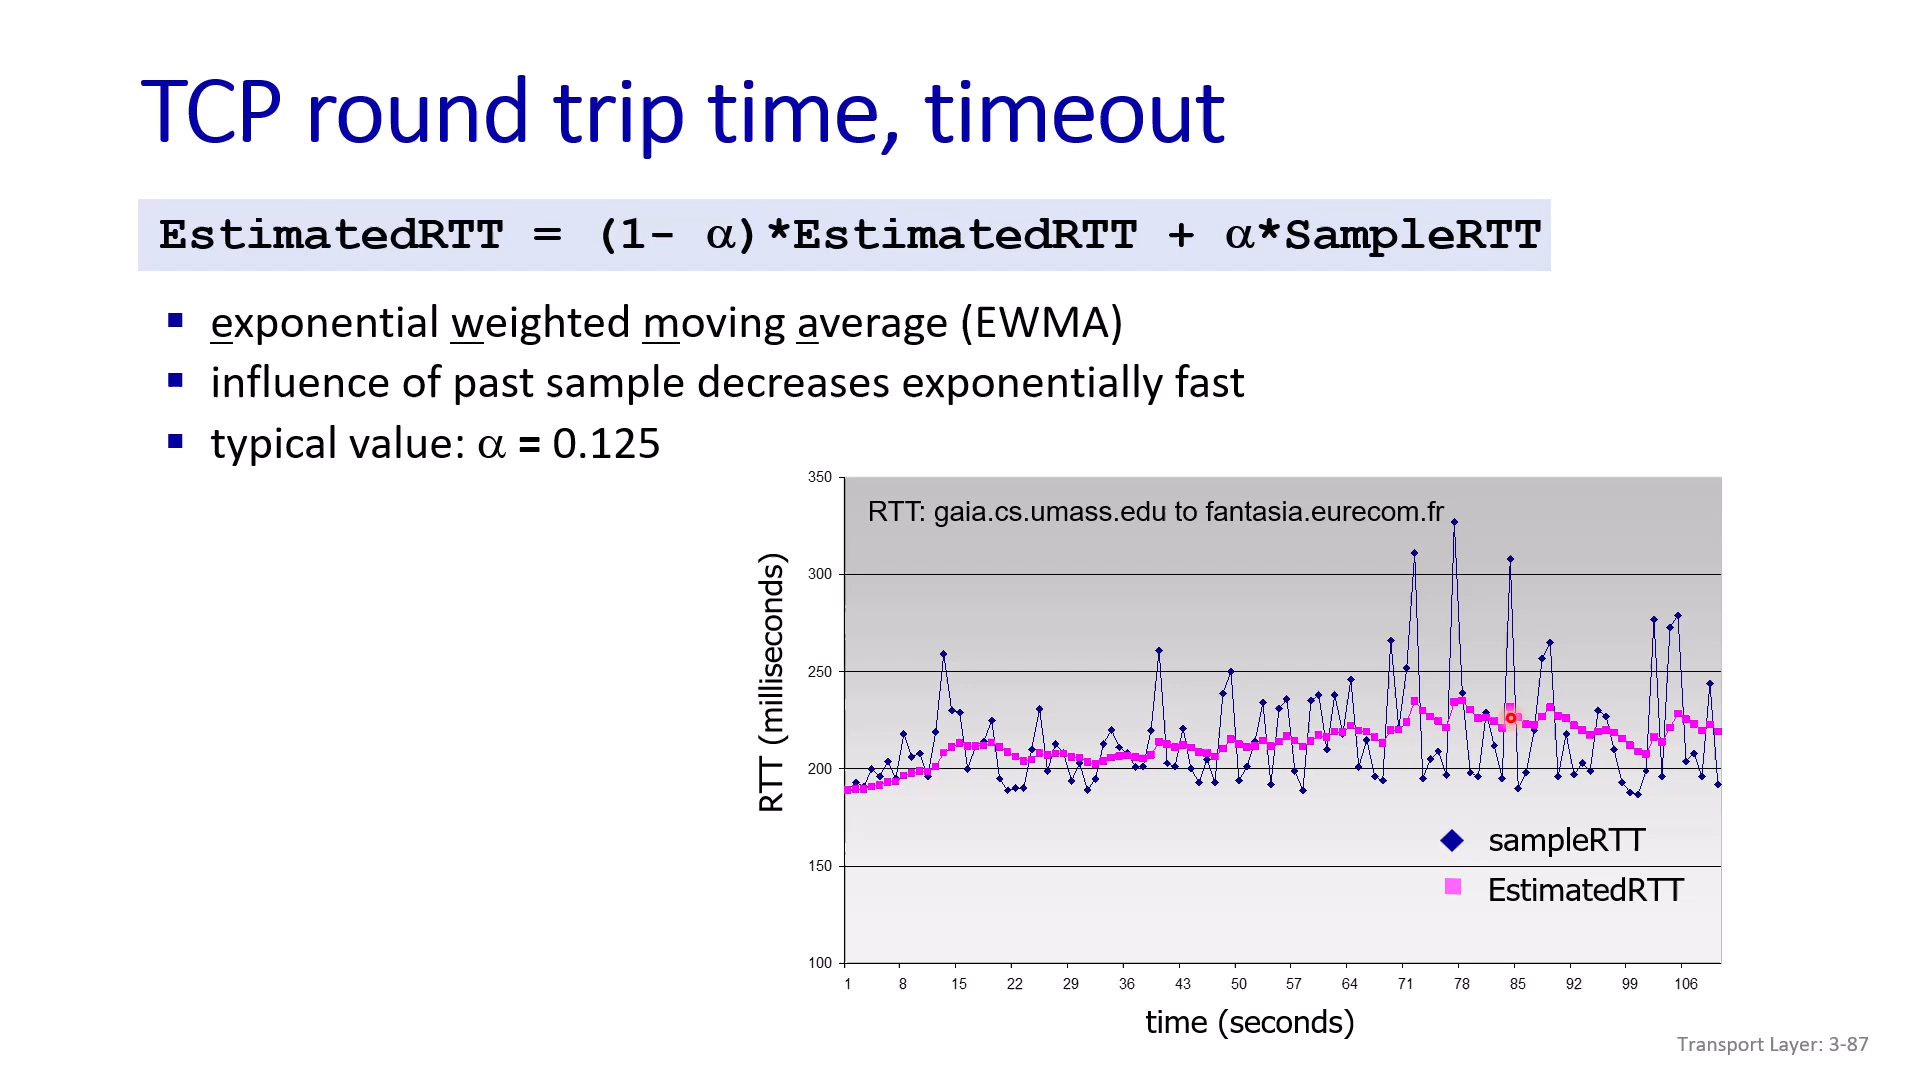 TCP round trip time, timeout
EstimatedRTT = (1- α)*EstimatedRTT + α*SampleRTT
exponential weighted moving average (EWMA)
influence of past sample decreases exponentially fast
typical value: α = 0.125
RTT: gaia.cs.umass.edu to fantasia.eurecom.fr
RTT (milliseconds)
350
300
250
200
150
100
sampleRTT
EstimatedRTT
1 8 15 22 29 36 43 50 57 64 71 78 85 92 99 106
time (seconds)
Transport Layer: 3-87